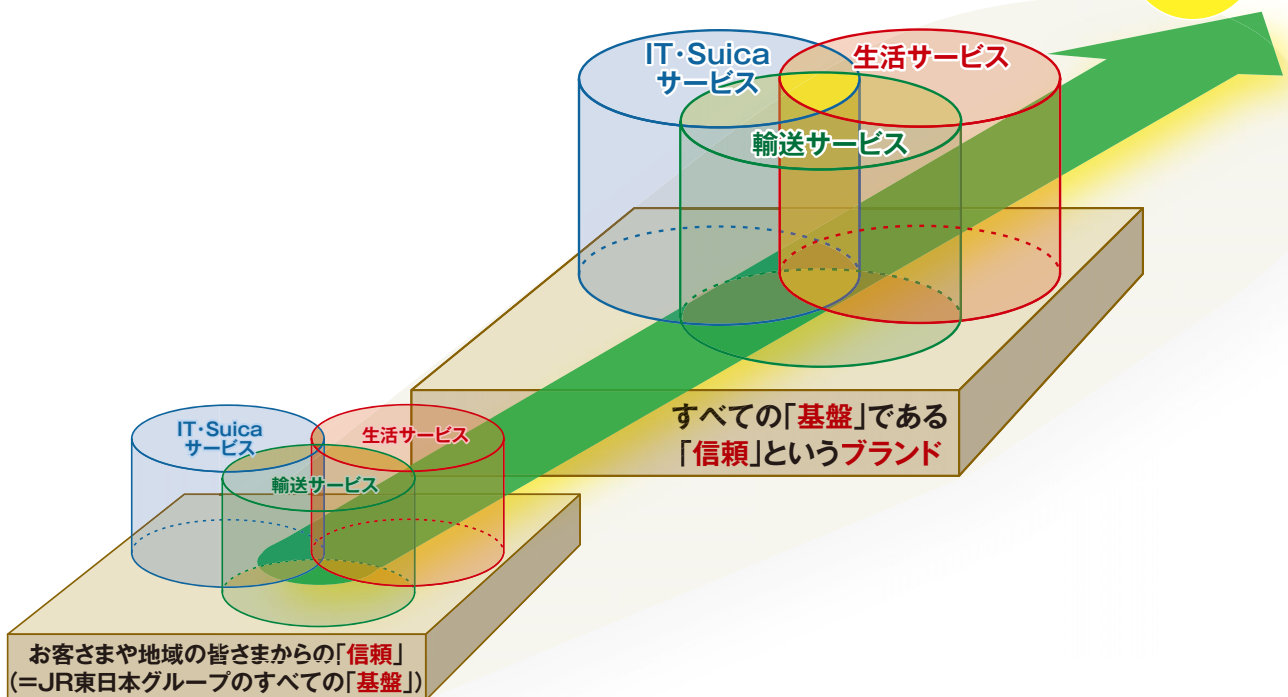 IT·Suica
サービス
生活サービス
輸送サービス
すべての「基盤」である
「信頼」というブランド
IT·Suica
サービス
生活サービス
輸送サービス
お客さまや地域の皆さまからの「信頼」
(=JR東日本グループのすべての「基盤」)